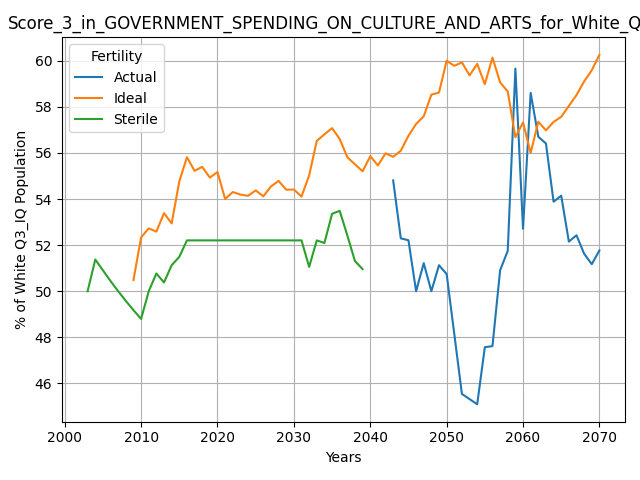 Score_3_in_GOVERNMENT_SPENDING_ON_CULTURE_AND_ARTS_for_White_Q
Fertility
Actual
Ideal
Sterile
% of White Q3_IQ Population
60
58
56
54
52
50
48
46
2000 2010 2020 2030 2040 2050 2060 2070
Years